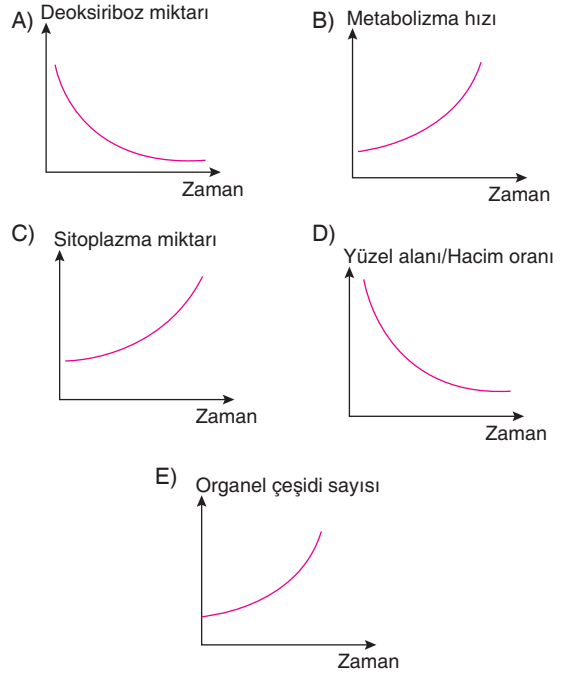 A) Deoksiriboz miktarı
Zaman
B) Metabolizma hızı
Zaman
C) Sitoplazma miktarı
Zaman
D) Yüzel alanı/Hacim oranı
Zaman
E) Organel çeşidi sayısı
Zaman